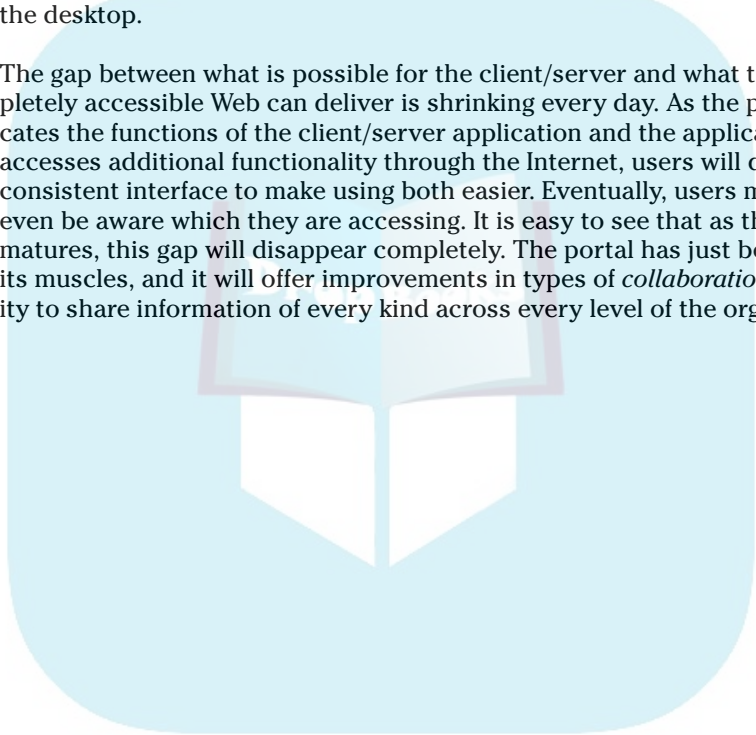 the desktop.
The gap between what is possible for the client/server and what t
pletely accessible Web can deliver is shrinking every day. As the p
cates the functions of the client/server application and the applica
accesses additional functionality through the Internet, users will c
consistent interface to make using both easier. Eventually, users m
even be aware which they are accessing. It is easy to see that as th
matures, this gap will disappear completely. The portal has just be
its muscles, and it will offer improvements in types of collaboratio
ity to share information of every kind across every level of the org
Drop Books